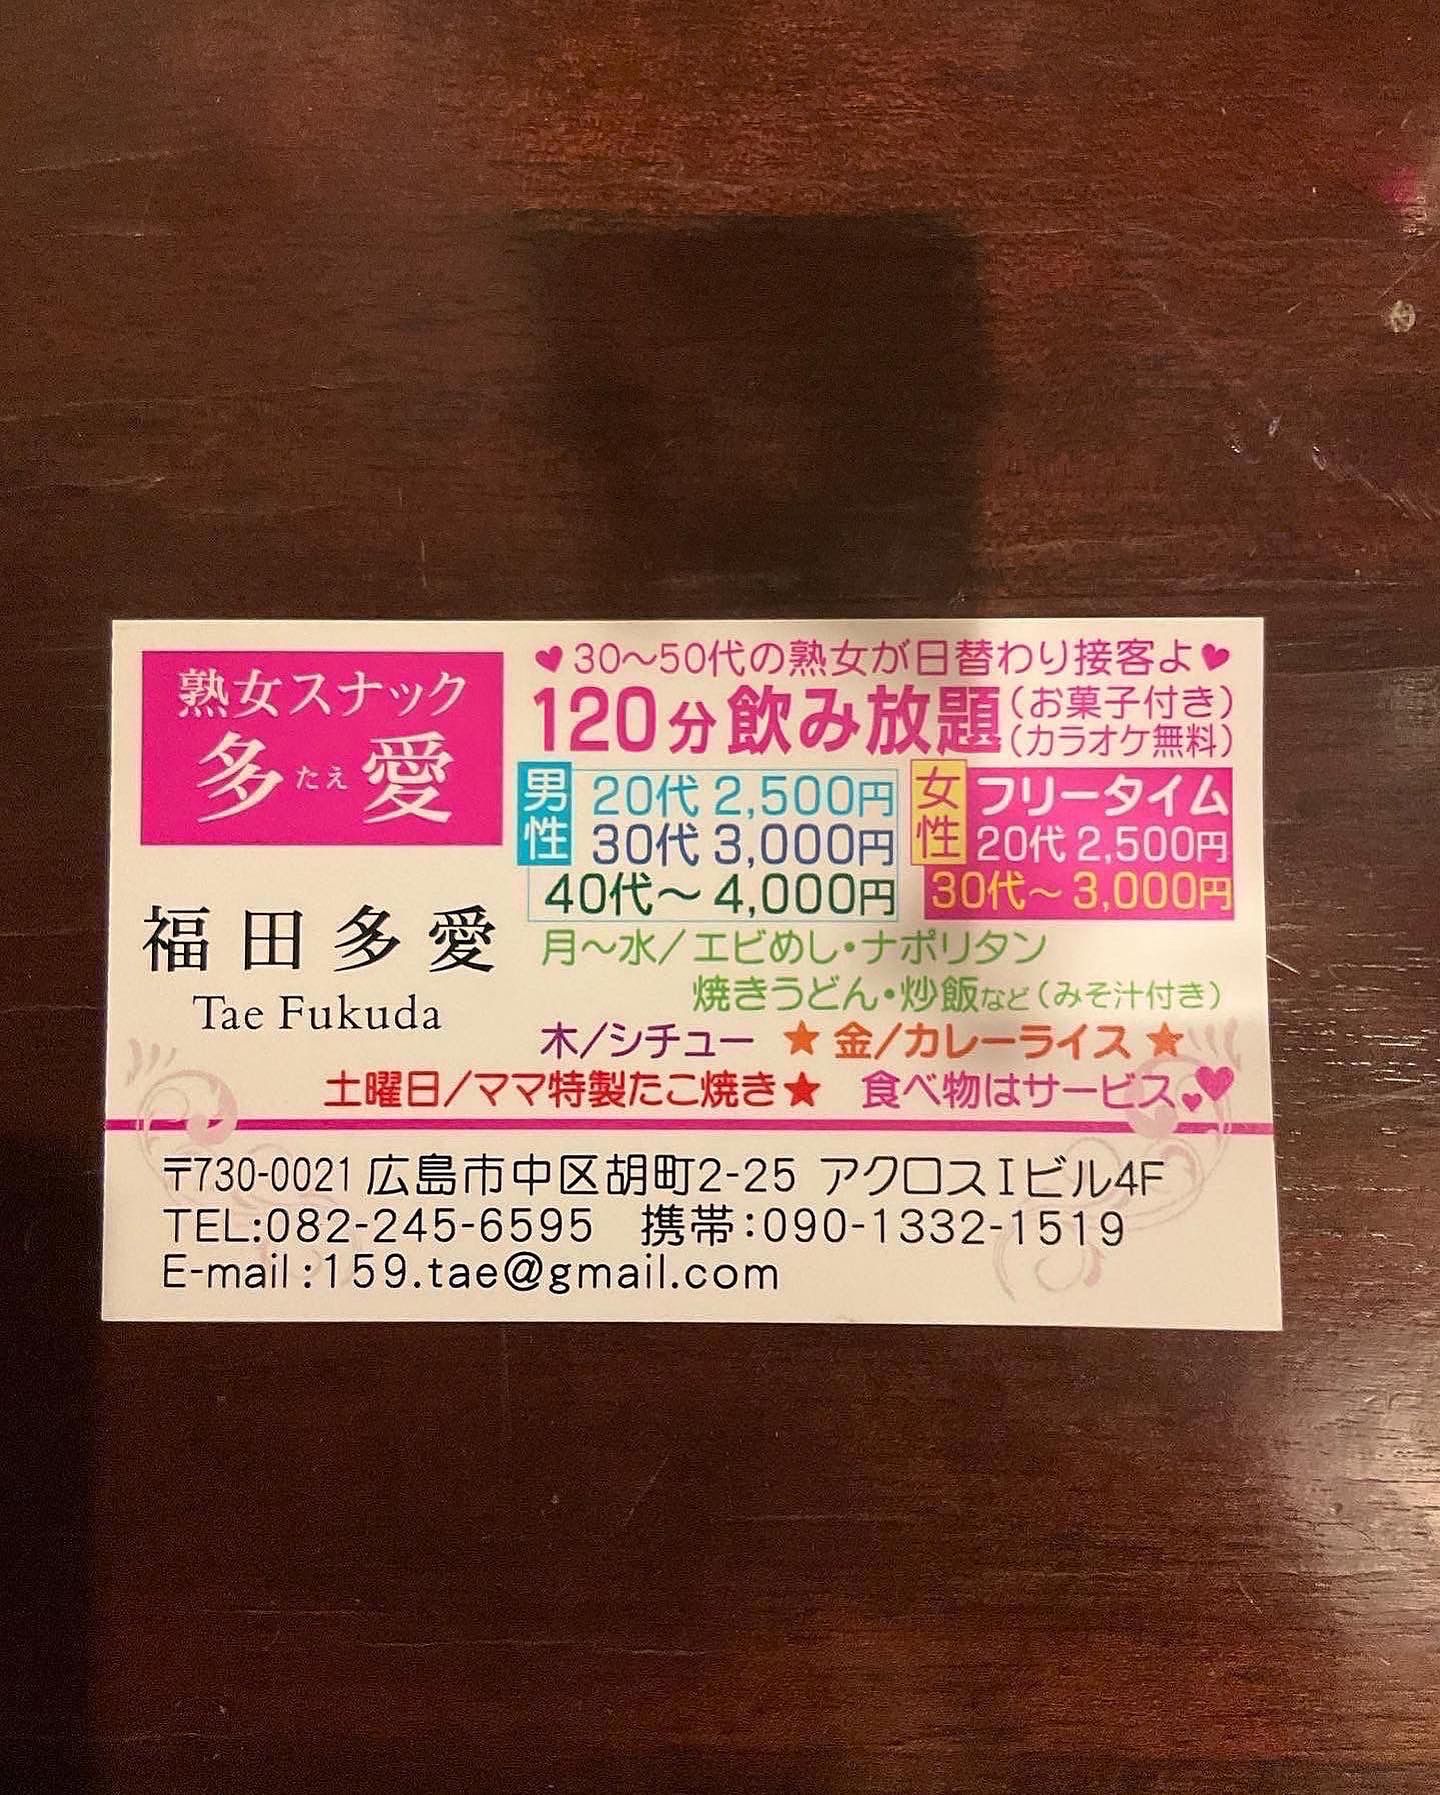 熟女スナック
多たえ愛
福田多愛
Tae Fukuda
♥30～50代の熟女が日替わり接客よ♥
120分飲み放題(お菓子付き)
(カラオケ無料)
男性
20代 2,500円
30代 3,000円
40代～ 4,000円
女性
フリータイム
20代 2,500円
30代～ 3,000円
月～水/エビめし・ナポリタン
焼きうどん・炒飯など(みそ汁付き)
木/シチュー ★金/カレーライス★
土曜日/ママ特製たこ焼き★ 食べ物はサービス♥♥
〒730-0021 広島市中区胡町2-25 アクロスIビル4F
TEL:082-245-6595 携帯:090-1332-1519
E-mail:159.tae@gmail.com